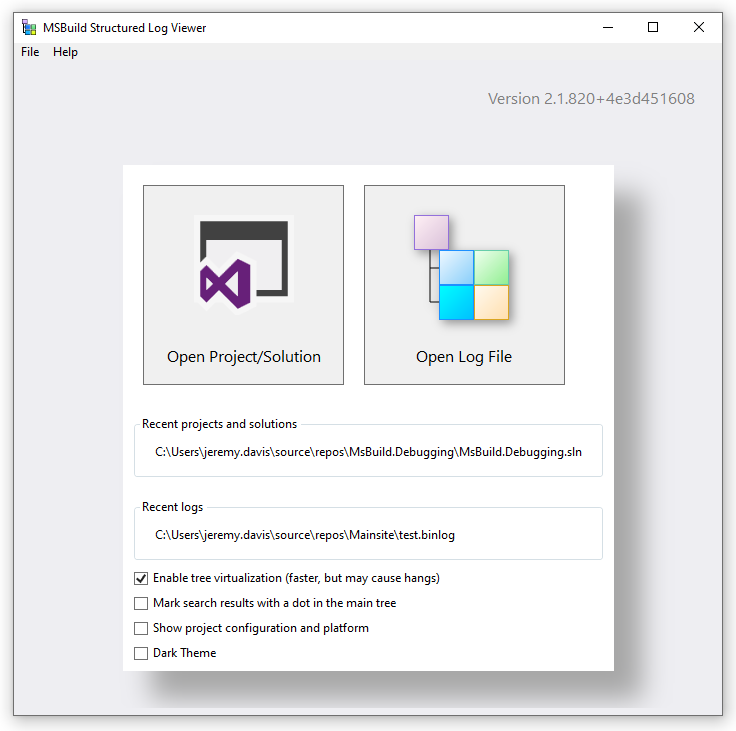 MSBuild Structured Log Viewer
File Help
Version 2.1.820+4e3d451608
Open Project/Solution
Open Log File
Recent projects and solutions
C:\Users\jeremy.davis\source\repos\MsBuild.Debugging\MsBuild.Debugging.sln
Recent logs
C:\Users\jeremy.davis\source\repos\Mainsite\test.binlog
Enable tree virtualization (faster, but may cause hangs)
Mark search results with a dot in the main tree
Show project configuration and platform
Dark Theme